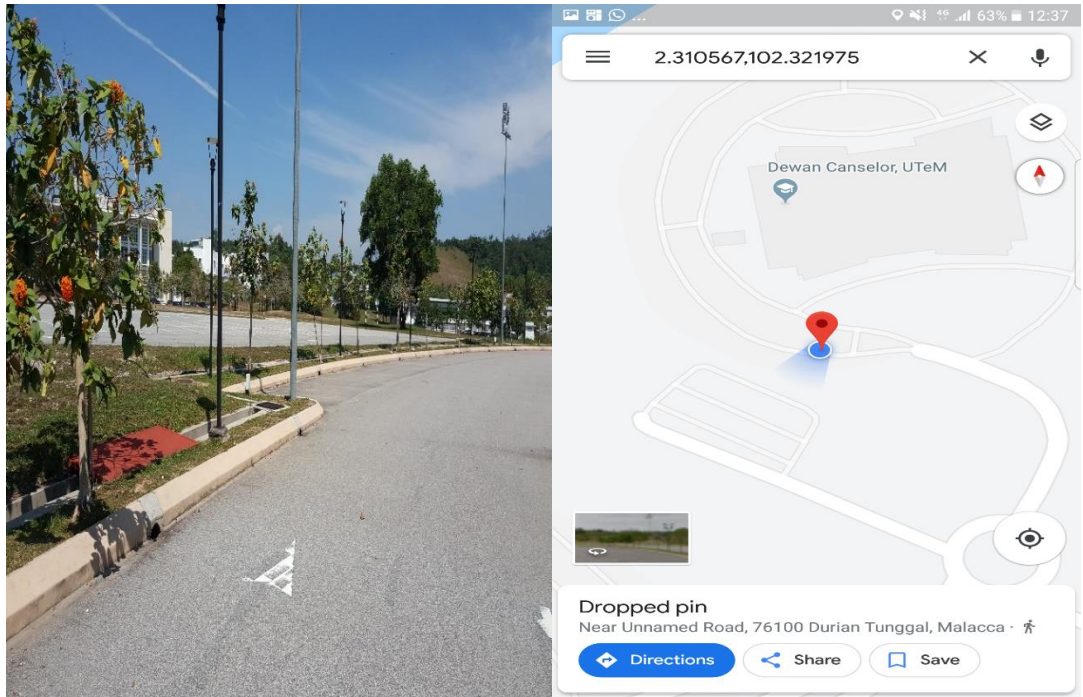 4G 63% 12:37
2.310567,102.321975
Dewan Canselor, UTeM
Dropped pin
Near Unnamed Road, 76100 Durian Tunggal, Malacca ·
Directions
Share
Save